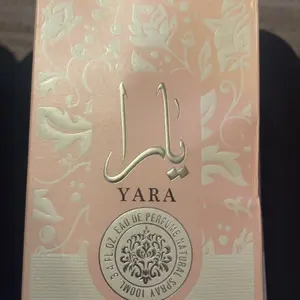 يارا
YARA
EAU DE PERFUME NATURAL SPRAY 100ML 3.4 FL.OZ.